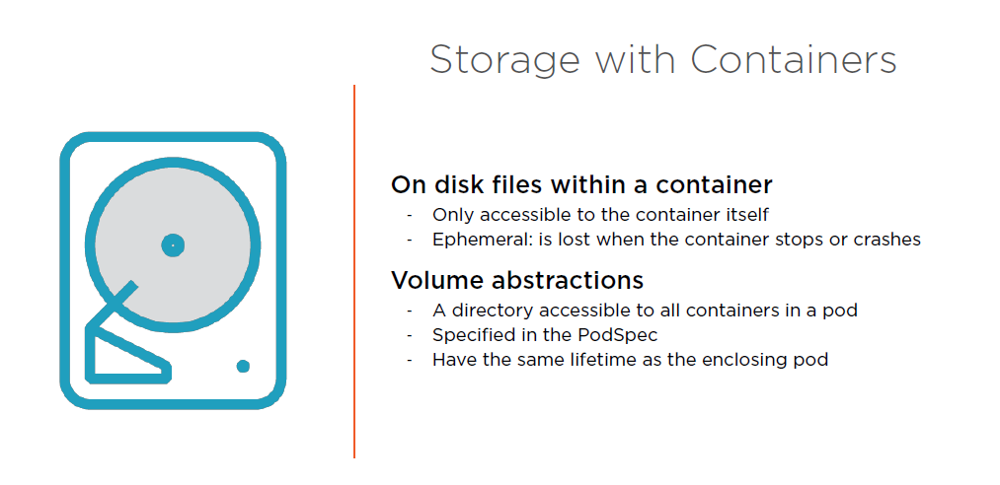 Storage with Containers
On disk files within a container
- Only accessible to the container itself
- Ephemeral: is lost when the container stops or crashes
Volume abstractions
- A directory accessible to all containers in a pod
- Specified in the PodSpec
- Have the same lifetime as the enclosing pod